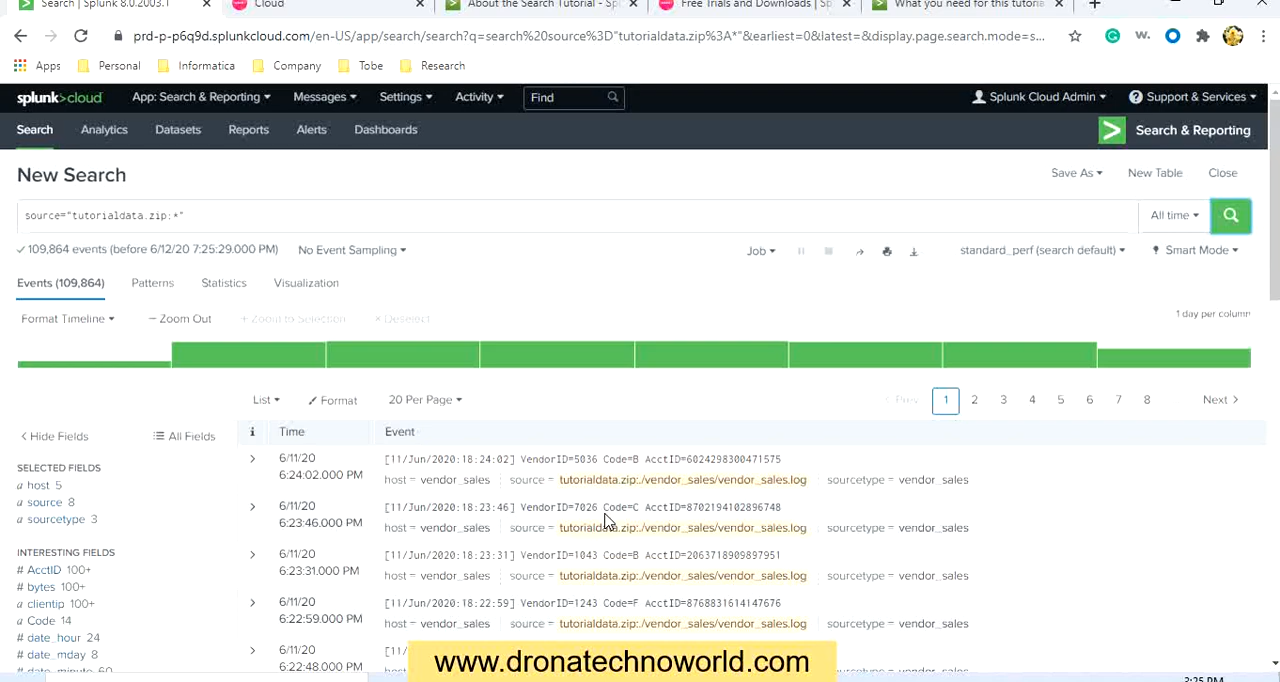 Search | Splunk 8.0.2003.1
Cloud
About the Search Tutorial - Spl
Free Trials and Downloads | Sp
What you need for this tutoria
prd-p-p6q9d.splunkcloud.com/en-US/app/search/search?q=search%20source%3D"tutorialdata.zip%3A*"&earliest=0&latest=&display.page.search.mode=s...
Apps Personal Informatica Company Tobe Research
splunk>cloud App: Search & Reporting Messages Settings Activity Find Splunk Cloud Admin Support & Services
Search Analytics Datasets Reports Alerts Dashboards Search & Reporting
New Search Save As New Table Close
source="tutorialdata.zip:*" All time
109,864 events (before 6/12/20 7:25:29.000 PM) No Event Sampling Job standard_perf (search default) Smart Mode
Events (109,864) Patterns Statistics Visualization
Format Timeline − Zoom Out + Zoom to Selection × Deselect 1 day per column
List Format 20 Per Page < Prev 1 2 3 4 5 6 7 8 Next >
< Hide Fields All Fields i Time Event
SELECTED FIELDS
a host 5
a source 8
a sourcetype 3
INTERESTING FIELDS
# AcctID 100+
# bytes 100+
a clientip 100+
a Code 14
# date_hour 24
# date_mday 8
# date_minute 60
6/11/20
6:24:02.000 PM
[11/Jun/2020:18:24:02] VendorID=5036 Code=B AcctID=6024298300471575
host = vendor_sales source = tutorialdata.zip:./vendor_sales/vendor_sales.log sourcetype = vendor_sales
6/11/20
6:23:46.000 PM
[11/Jun/2020:18:23:46] VendorID=7026 Code=C AcctID=8702194102896748
host = vendor_sales source = tutorialdata.zip:./vendor_sales/vendor_sales.log sourcetype = vendor_sales
6/11/20
6:23:31.000 PM
[11/Jun/2020:18:23:31] VendorID=1043 Code=B AcctID=2063718909897951
host = vendor_sales source = tutorialdata.zip:./vendor_sales/vendor_sales.log sourcetype = vendor_sales
6/11/20
6:22:59.000 PM
[11/Jun/2020:18:22:59] VendorID=1243 Code=F AcctID=8768831614147676
host = vendor_sales source = tutorialdata.zip:./vendor_sales/vendor_sales.log sourcetype = vendor_sales
6/11/20
6:22:48.000 PM
[11/
www.dronatechnoworld.com